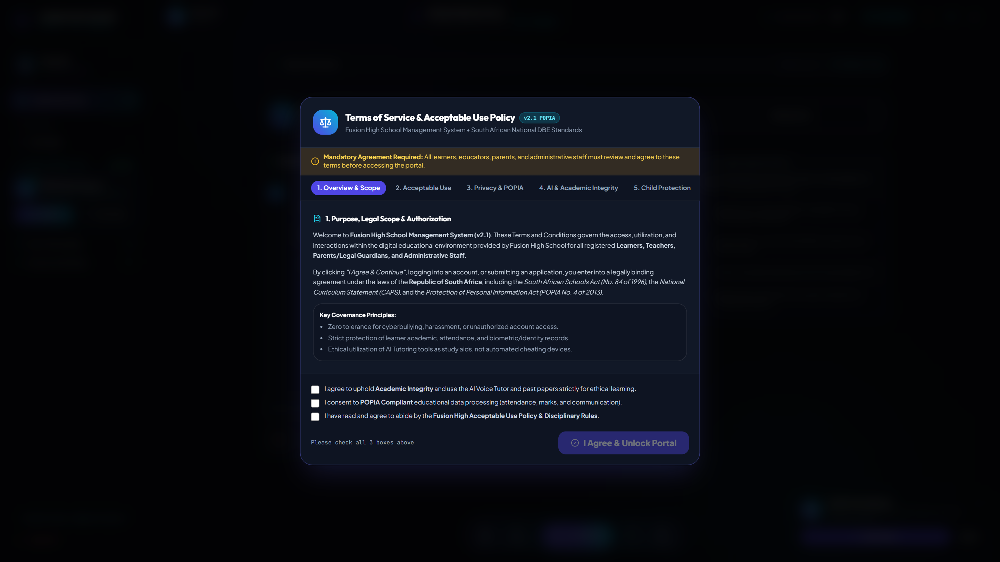 Terms of Service & Acceptable Use Policy
v2.1 POPIA
Fusion High School Management System • South African National DBE Standards
Mandatory Agreement Required: All learners, educators, parents, and administrative staff must review and agree to these
terms before accessing the portal.
1. Overview & Scope
2. Acceptable Use
3. Privacy & POPIA
4. AI & Academic Integrity
5. Child Protection
1. Purpose, Legal Scope & Authorization
Welcome to Fusion High School Management System (v2.1). These Terms and Conditions govern the access, utilization, and
interactions within the digital educational environment provided by Fusion High School for all registered Learners, Teachers,
Parents/Legal Guardians, and Administrative Staff.
By clicking "I Agree & Continue", logging into an account, or submitting an application, you enter into a legally binding
agreement under the laws of the Republic of South Africa, including the South African Schools Act (No. 84 of 1996), the National
Curriculum Statement (CAPS), and the Protection of Personal Information Act (POPIA No. 4 of 2013).
Key Governance Principles:
• Zero tolerance for cyberbullying, harassment, or unauthorized account access.
• Strict protection of learner academic, attendance, and biometric/identity records.
• Ethical utilization of AI Tutoring tools as study aids, not automated cheating devices.
I agree to uphold Academic Integrity and use the AI Voice Tutor and past papers strictly for ethical learning.
I consent to POPIA Compliant educational data processing (attendance, marks, and communication).
I have read and agree to abide by the Fusion High Acceptable Use Policy & Disciplinary Rules.
Please check all 3 boxes above
I Agree & Unlock Portal